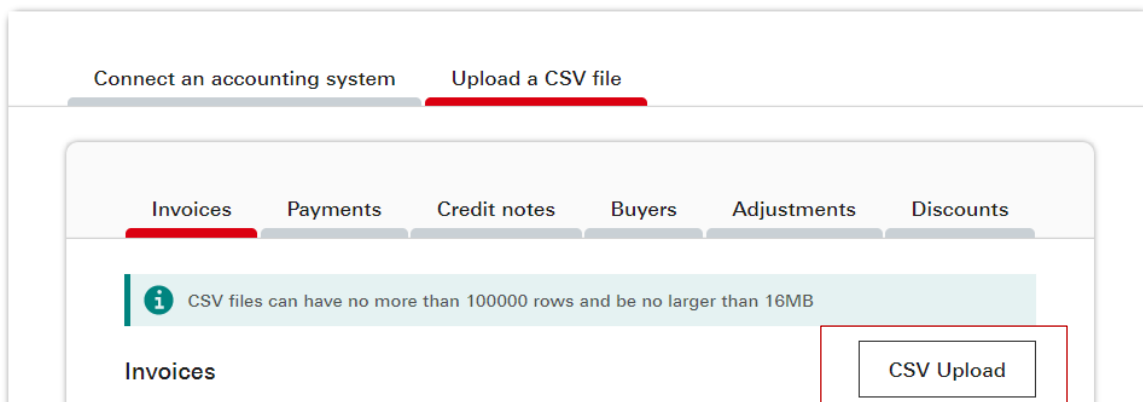 Connect an accounting system Upload a CSV file
Invoices Payments Credit notes Buyers Adjustments Discounts
CSV files can have no more than 100000 rows and be no larger than 16MB
Invoices CSV Upload